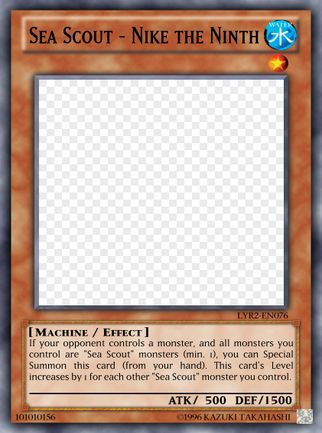 SEA SCOUT - NIKE THE NINTH
WATER
水
LYR2-EN076
[ MACHINE / EFFECT ]
If your opponent controls a monster, and all monsters you
control are "Sea Scout" monsters (min. 1), you can Special
Summon this card (from your hand). This card's Level
increases by 1 for each other "Sea Scout" monster you control.
ATK/ 500 DEF/1500
101010156
©1996 KAZUKI TAKAHASHI